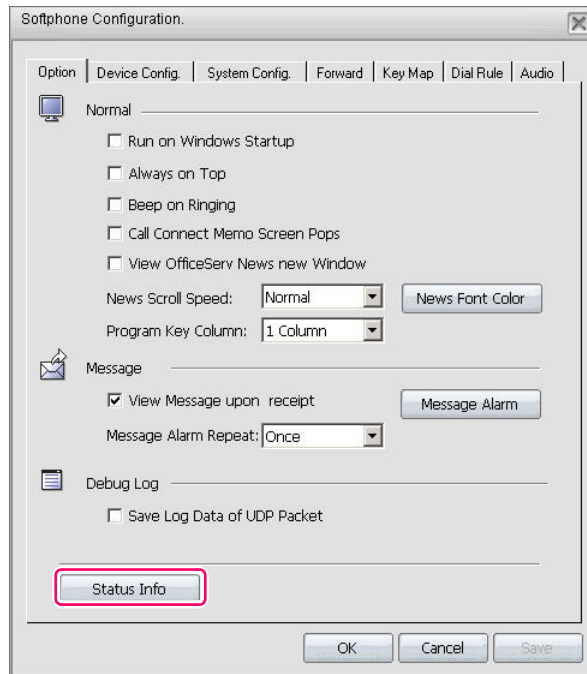 Softphone Configuration.
Option Device Config. System Config. Forward Key Map Dial Rule Audio
Normal
Run on Windows Startup
Always on Top
Beep on Ringing
Call Connect Memo Screen Pops
View OfficeServ News new Window
News Scroll Speed: Normal News Font Color
Program Key Column: 1 Column
Message
View Message upon receipt Message Alarm
Message Alarm Repeat: Once
Debug Log
Save Log Data of UDP Packet
Status Info
OK Cancel Save